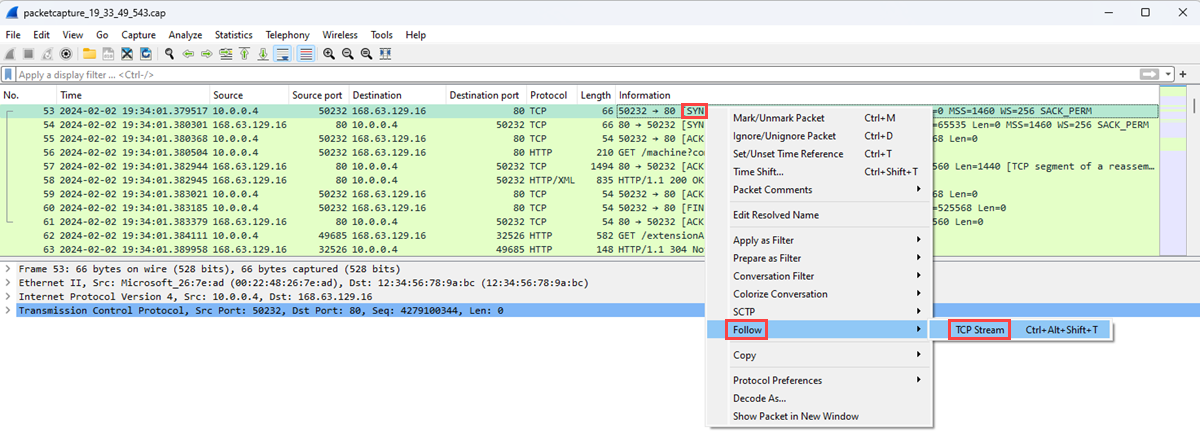 packetcapture_19_33_49_543.cap
File Edit View Go Capture Analyze Statistics Telephony Wireless Tools Help
Apply a display filter ... <Ctrl-/>
No. Time Source Source port Destination Destination port Protocol Length Information
53 2024-02-02 19:34:01.379517 10.0.0.4 50232 168.63.129.16 80 TCP 66 50232 → 80 [SYN =0 MSS=1460 WS=256 SACK_PERM
54 2024-02-02 19:34:01.380301 168.63.129.16 80 10.0.0.4 50232 TCP 66 80 → 50232 [SYN =65535 Len=0 MSS=1460 WS=256 SACK_PERM
55 2024-02-02 19:34:01.380368 10.0.0.4 50232 168.63.129.16 80 TCP 54 50232 → 80 [ACK 68 Len=0
56 2024-02-02 19:34:01.380504 10.0.0.4 50232 168.63.129.16 80 HTTP 210 GET /machine?com
57 2024-02-02 19:34:01.382944 168.63.129.16 80 10.0.0.4 50232 TCP 1494 80 → 50232 [ACK 560 Len=1440 [TCP segment of a reassem…
58 2024-02-02 19:34:01.382945 168.63.129.16 80 10.0.0.4 50232 HTTP/XML 835 HTTP/1.1 200 OK
59 2024-02-02 19:34:01.383021 10.0.0.4 50232 168.63.129.16 80 TCP 54 50232 → 80 [ACK 68 Len=0
60 2024-02-02 19:34:01.383185 10.0.0.4 50232 168.63.129.16 80 TCP 54 50232 → 80 [FIN =525568 Len=0
61 2024-02-02 19:34:01.383379 168.63.129.16 80 10.0.0.4 50232 TCP 54 80 → 50232 [ACK 560 Len=0
62 2024-02-02 19:34:01.384111 10.0.0.4 49685 168.63.129.16 32526 HTTP 582 GET /extensionA
63 2024-02-02 19:34:01.389958 168.63.129.16 32526 10.0.0.4 49685 HTTP 148 HTTP/1.1 304 No
Mark/Unmark Packet Ctrl+M
Ignore/Unignore Packet Ctrl+D
Set/Unset Time Reference Ctrl+T
Time Shift... Ctrl+Shift+T
Packet Comments
Edit Resolved Name
Apply as Filter
Prepare as Filter
Conversation Filter
Colorize Conversation
SCTP
Follow
TCP Stream Ctrl+Alt+Shift+T
Copy
Protocol Preferences
Decode As...
Show Packet in New Window
Frame 53: 66 bytes on wire (528 bits), 66 bytes captured (528 bits)
Ethernet II, Src: Microsoft_26:7e:ad (00:22:48:26:7e:ad), Dst: 12:34:56:78:9a:bc (12:34:56:78:9a:bc)
Internet Protocol Version 4, Src: 10.0.0.4, Dst: 168.63.129.16
Transmission Control Protocol, Src Port: 50232, Dst Port: 80, Seq: 4279100344, Len: 0